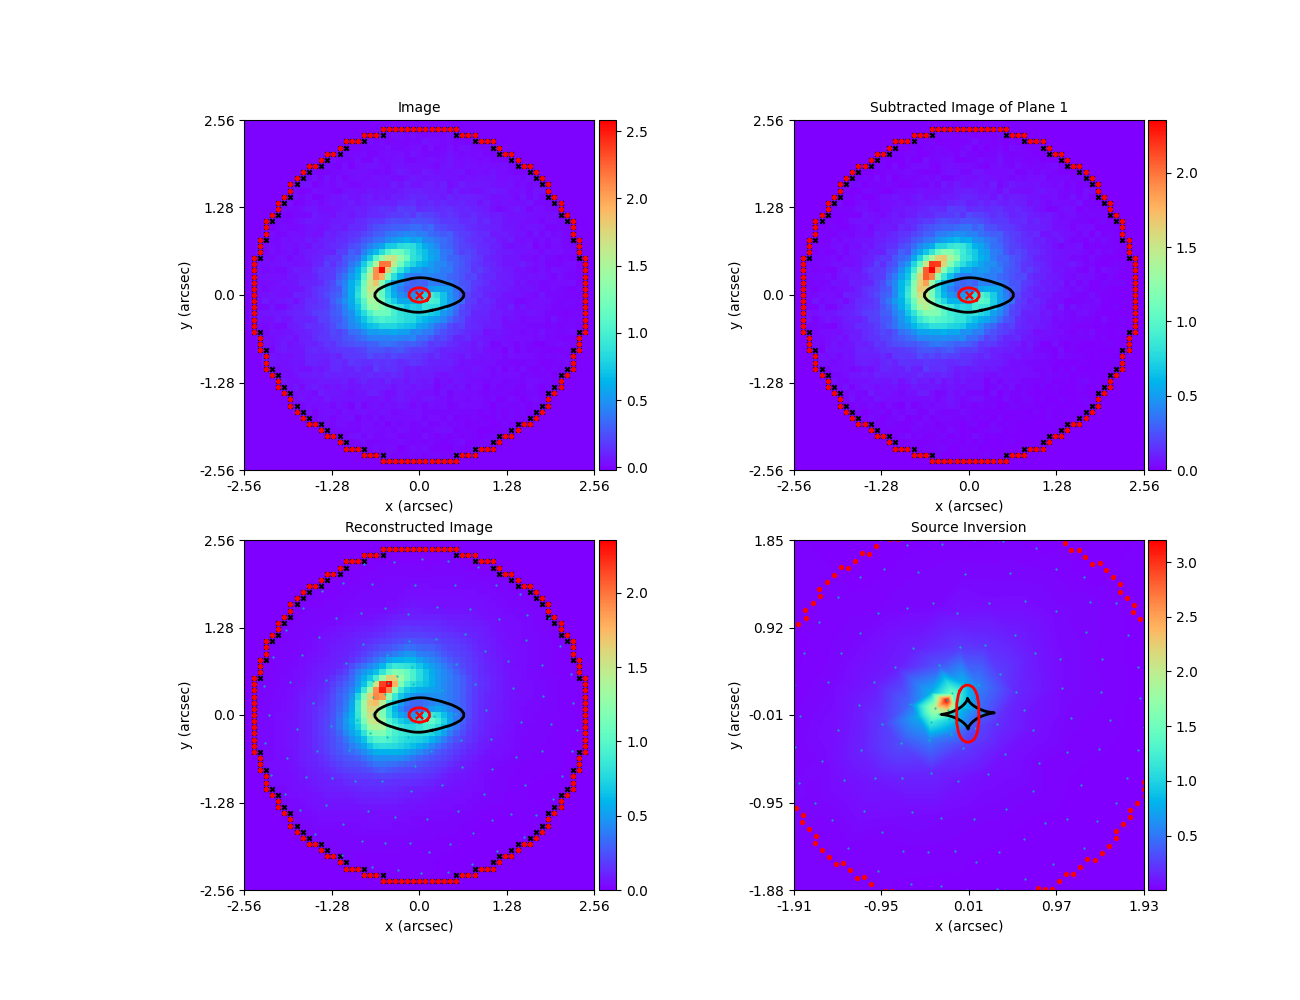 Image
2.56
1.28
0.0
-1.28
-2.56
y (arcsec)
-2.56 -1.28 0.0 1.28 2.56
x (arcsec)
2.5
2.0
1.5
1.0
0.5
0.0
Subtracted Image of Plane 1
2.56
1.28
0.0
-1.28
-2.56
y (arcsec)
-2.56 -1.28 0.0 1.28 2.56
x (arcsec)
2.0
1.5
1.0
0.5
0.0
Reconstructed Image
2.56
1.28
0.0
-1.28
-2.56
y (arcsec)
-2.56 -1.28 0.0 1.28 2.56
x (arcsec)
2.0
1.5
1.0
0.5
0.0
Source Inversion
1.85
0.92
-0.01
-0.95
-1.88
y (arcsec)
-1.91 -0.95 0.01 0.97 1.93
x (arcsec)
3.0
2.5
2.0
1.5
1.0
0.5